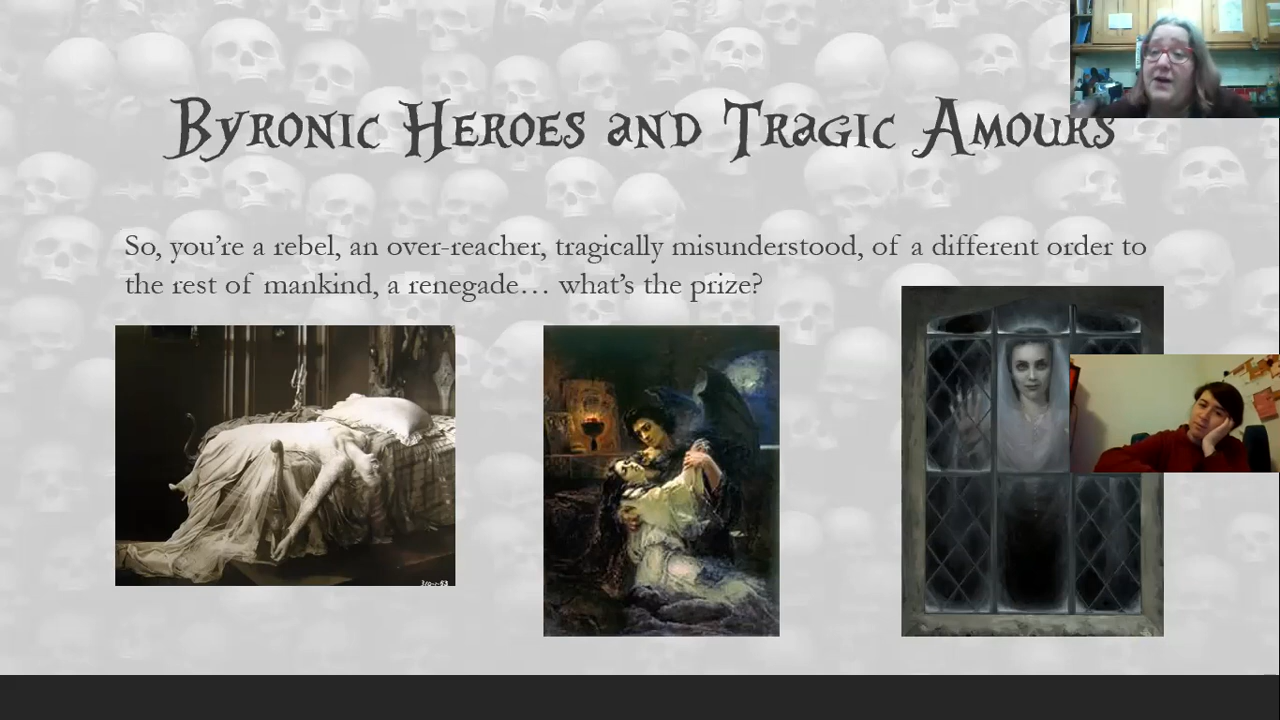 Byronic Heroes and Tragic Amours
So, you're a rebel, an over-reacher, tragically misunderstood, of a different order to
the rest of mankind, a renegade… what's the prize?